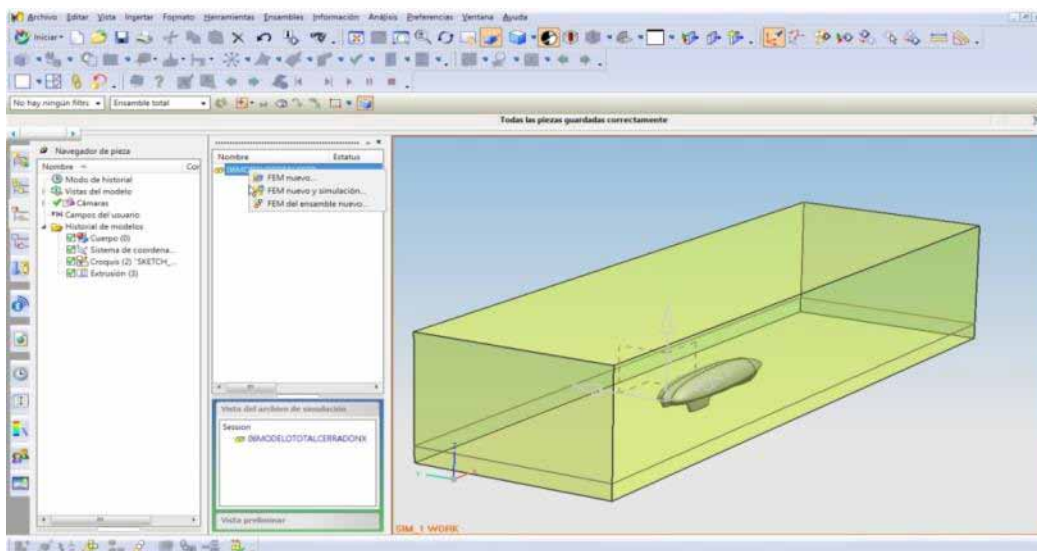 Archivo Editar Vista Insertar Formato Herramientas Ensambles Información Análisis Preferencias Ventana Ayuda
Iniciar
No hay ningún filtro Ensamble total
Todas las piezas guardadas correctamente
Navegador de pieza
Nombre Estatus
Nombre
FEM nuevo...
Modo de historial
FEM nuevo y simulación...
Vistas del modelo
FEM del ensamble nuevo...
Cámaras
Campos del usuario
Historial de modelos
Cuerpo (0)
Sistema de coordena...
Croquis (2) "SKETCH_...
Extrusión (3)
Vista del archivo de simulación
Session
Vista preliminar
SIM_1 WORK